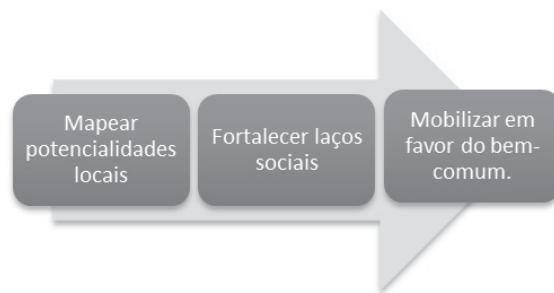 Mapear
potencialidades
locais
Fortalecer laços
sociais
Mobilizar em
favor do bem-
comum.